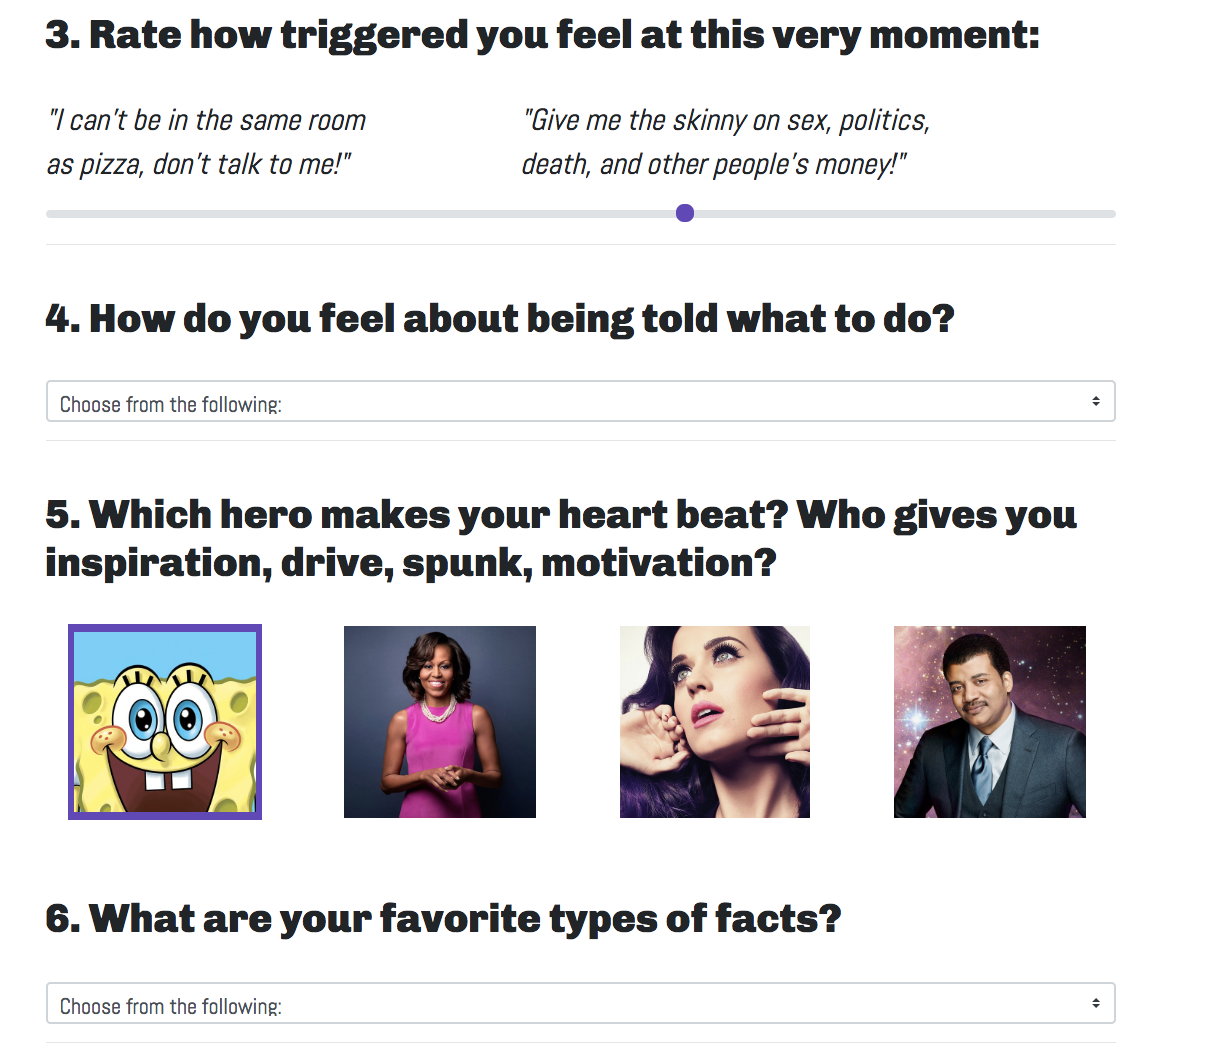 3. Rate how triggered you feel at this very moment:
"I can't be in the same room
as pizza, don't talk to me!"
"Give me the skinny on sex, politics,
death, and other people's money!"
4. How do you feel about being told what to do?
Choose from the following:
5. Which hero makes your heart beat? Who gives you
inspiration, drive, spunk, motivation?
6. What are your favorite types of facts?
Choose from the following: